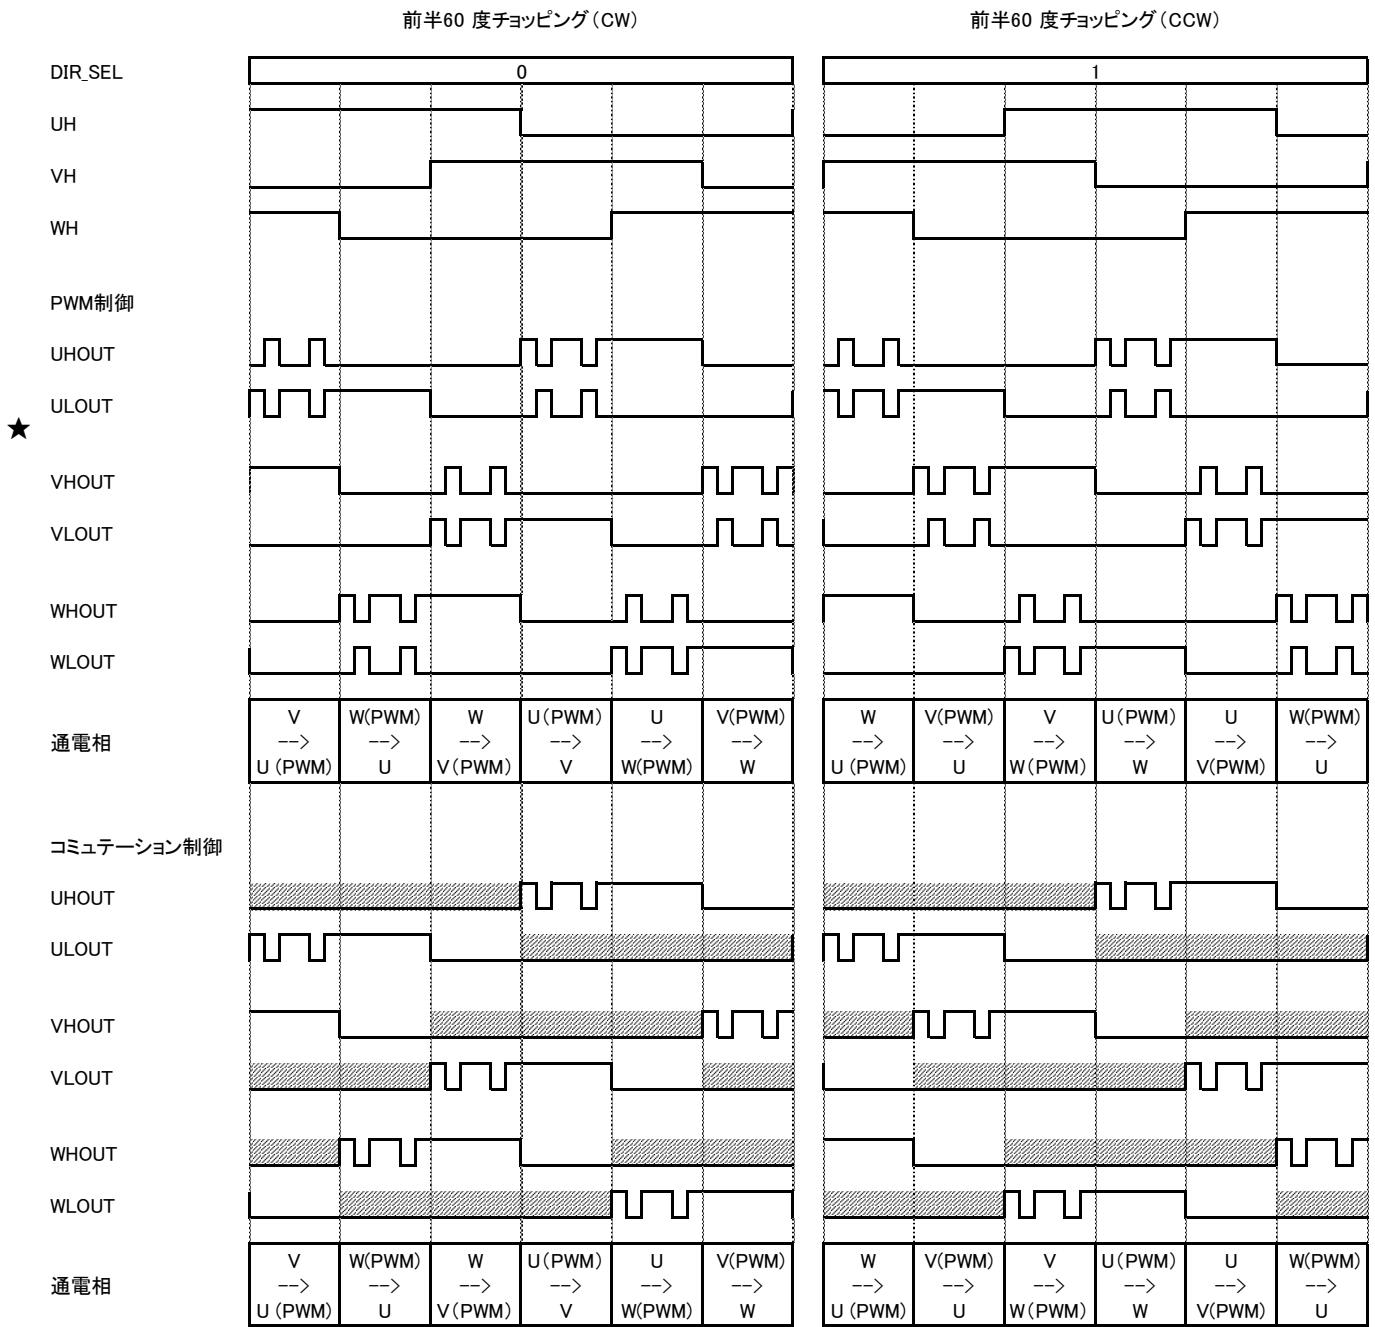 前半60 度チョッピング（CW）
前半60 度チョッピング（CCW）
DIR_SEL
0
1
UH
VH
WH
PWM制御
UHOUT
ULOUT
★
VHOUT
VLOUT
WHOUT
WLOUT
通電相
V
-->
U（PWM）
W(PWM)
-->
U
W
-->
V（PWM）
U（PWM）
-->
V
U
-->
W(PWM)
V(PWM)
-->
W
W
-->
U（PWM）
V(PWM)
-->
U
V
-->
W（PWM）
U（PWM）
-->
W
U
-->
V(PWM)
W(PWM)
-->
U
コミュテーション制御
UHOUT
ULOUT
VHOUT
VLOUT
WHOUT
WLOUT
通電相
V
-->
U（PWM）
W(PWM)
-->
U
W
-->
V（PWM）
U（PWM）
-->
V
U
-->
W(PWM)
V(PWM)
-->
W
W
-->
U（PWM）
V(PWM)
-->
U
V
-->
W（PWM）
U（PWM）
-->
W
U
-->
V(PWM)
W(PWM)
-->
U